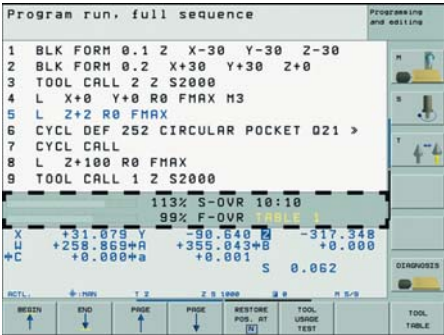 Program run, full sequence
Programming and editing
1 BLK FORM 0.1 Z X-30 Y-30 Z-30
2 BLK FORM 0.2 X+30 Y+30 Z+0
3 TOOL CALL 2 Z S2000
4 L X+0 Y+0 R0 FMAX M3
5 L Z+2 R0 FMAX
6 CYCL DEF 252 CIRCULAR POCKET Q21 »
7 CYCL CALL
8 L Z+100 R0 FMAX
9 TOOL CALL 1 Z S2000
M
S
T
113% S-OVR 10:10
99% F-OVR TABLE 1
X +31.079 Y -90.640 Z -317.348
W +258.869 +A +355.043 +B +0.000
+C +0.000 +a +0.001
S 0.062
DIAGNOSIS
ACTL. :MAN T 2 Z S 1000 M 5/9
BEGIN
END
PAGE
PAGE
RESTORE POS. AT N
TOOL USAGE TEST
TOOL TABLE